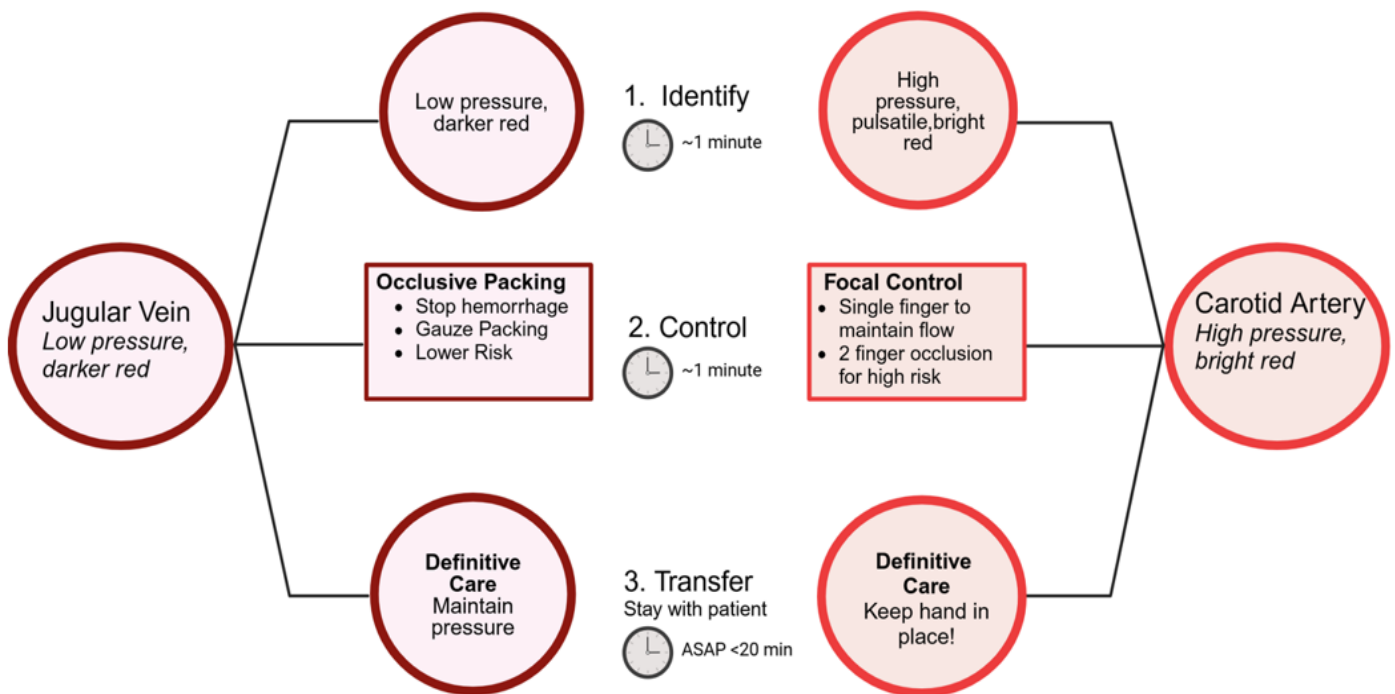 Low pressure,
darker red
1. Identify
~1 minute
High
pressure,
pulsatile,bright
red
Jugular Vein
Low pressure,
darker red
Occlusive Packing
• Stop hemorrhage
• Gauze Packing
• Lower Risk
2. Control
~1 minute
Focal Control
• Single finger to
maintain flow
• 2 finger occlusion
for high risk
Carotid Artery
High pressure,
bright red
Definitive
Care
Maintain
pressure
3. Transfer
Stay with patient
ASAP <20 min
Definitive
Care
Keep hand in
place!